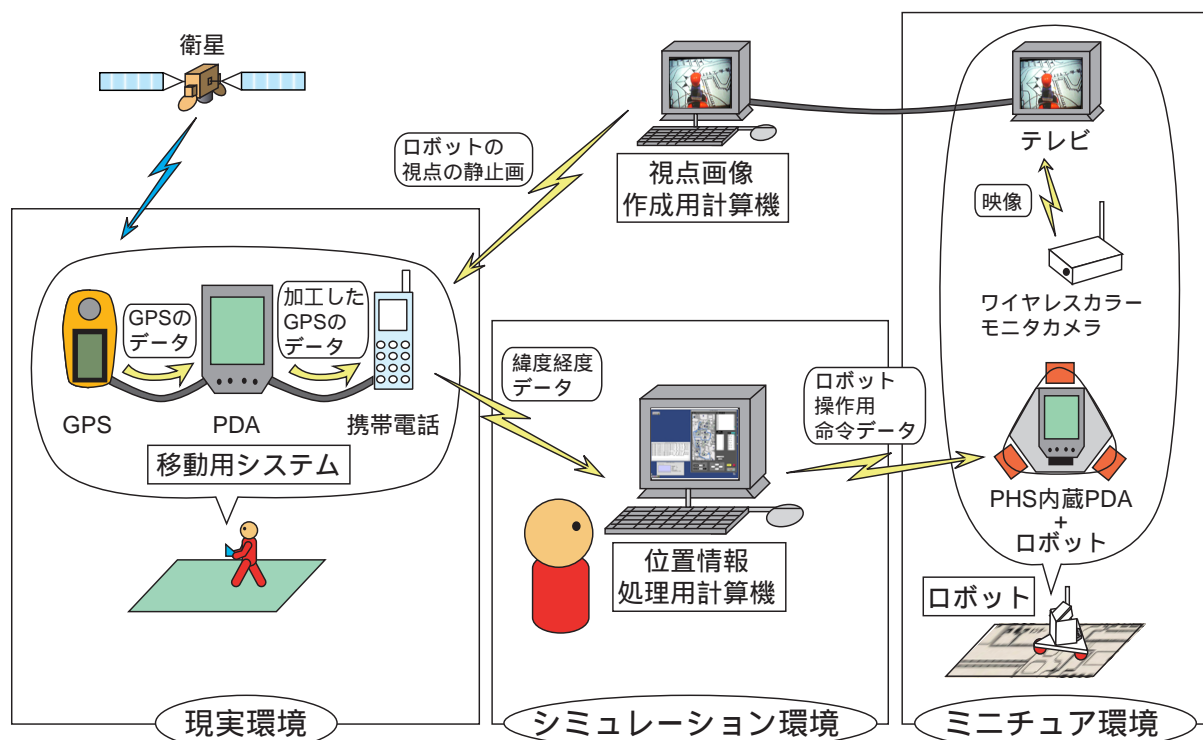 衛星
ロボットの
視点の静止画
視点画像
作成用計算機
テレビ
映像
ワイヤレスカラー
モニタカメラ
GPSの
データ
加工した
GPSの
データ
GPS
PDA
携帯電話
移動用システム
緯度経度
データ
ロボット
操作用
命令データ
位置情報
処理用計算機
PHS内蔵PDA
+
ロボット
ロボット
現実環境
シミュレーション環境
ミニチュア環境